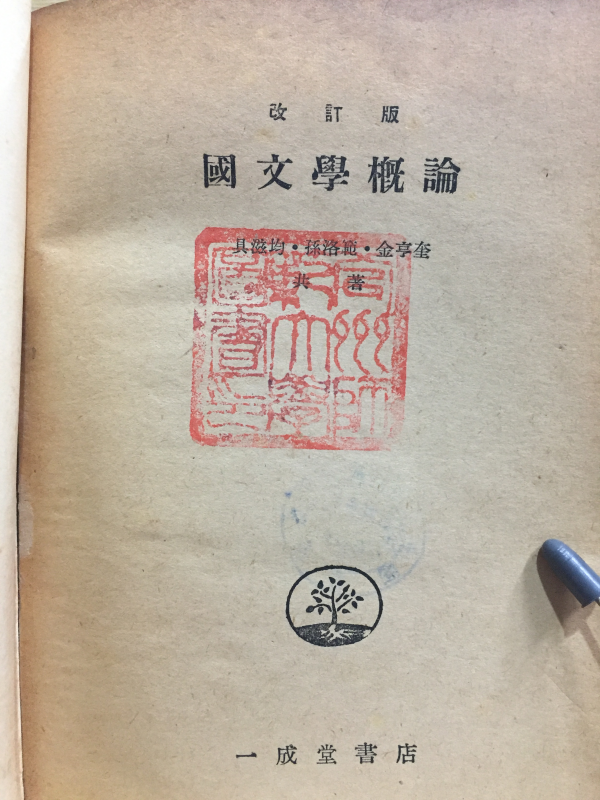 改訂版
國文學槪論
具滋均・孫洛範・金亨奎
共著
一成堂書店